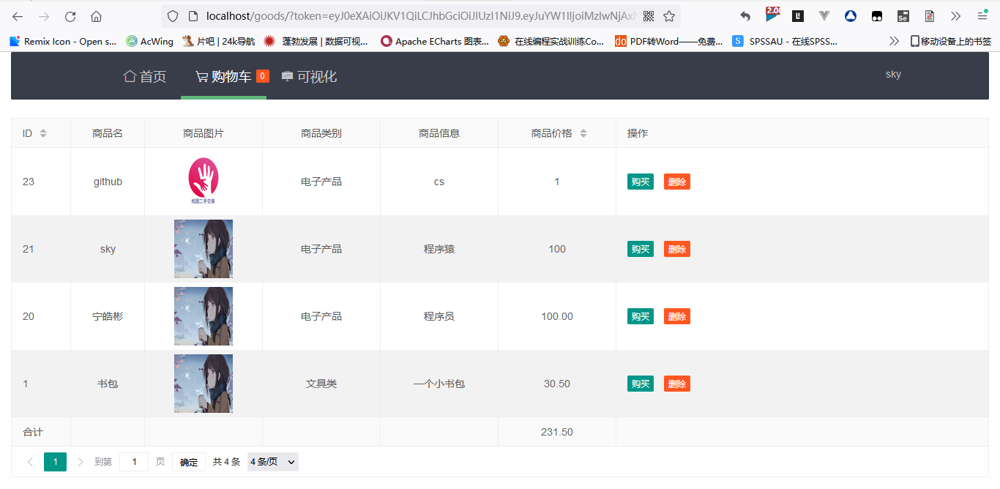 localhost/goods/?token=eyJ0eXAiOiJKV1QiLCJhbGciOiJIUzI1NiJ9.eyJuYW1lIjoiMzIwNjAxN
2.00
Remix Icon - Open s... AcWing 片吧 | 24k导航 蓬勃发展 | 数据可视... Apache ECharts 图表... 在线编程实战训练Co... PDF转Word——免费... SPSSAU - 在线SPSS... 移动设备上的书签
首页 购物车 0 可视化 sky
ID 商品名 商品图片 商品类别 商品信息 商品价格 操作
23 github 校园二手交易 电子产品 cs 1 购买 删除
21 sky 电子产品 程序猿 100 购买 删除
20 宁皓彬 电子产品 程序员 100.00 购买 删除
1 书包 文具类 一个小书包 30.50 购买 删除
合计 231.50
1 到第 1 页 确定 共 4 条 4 条/页